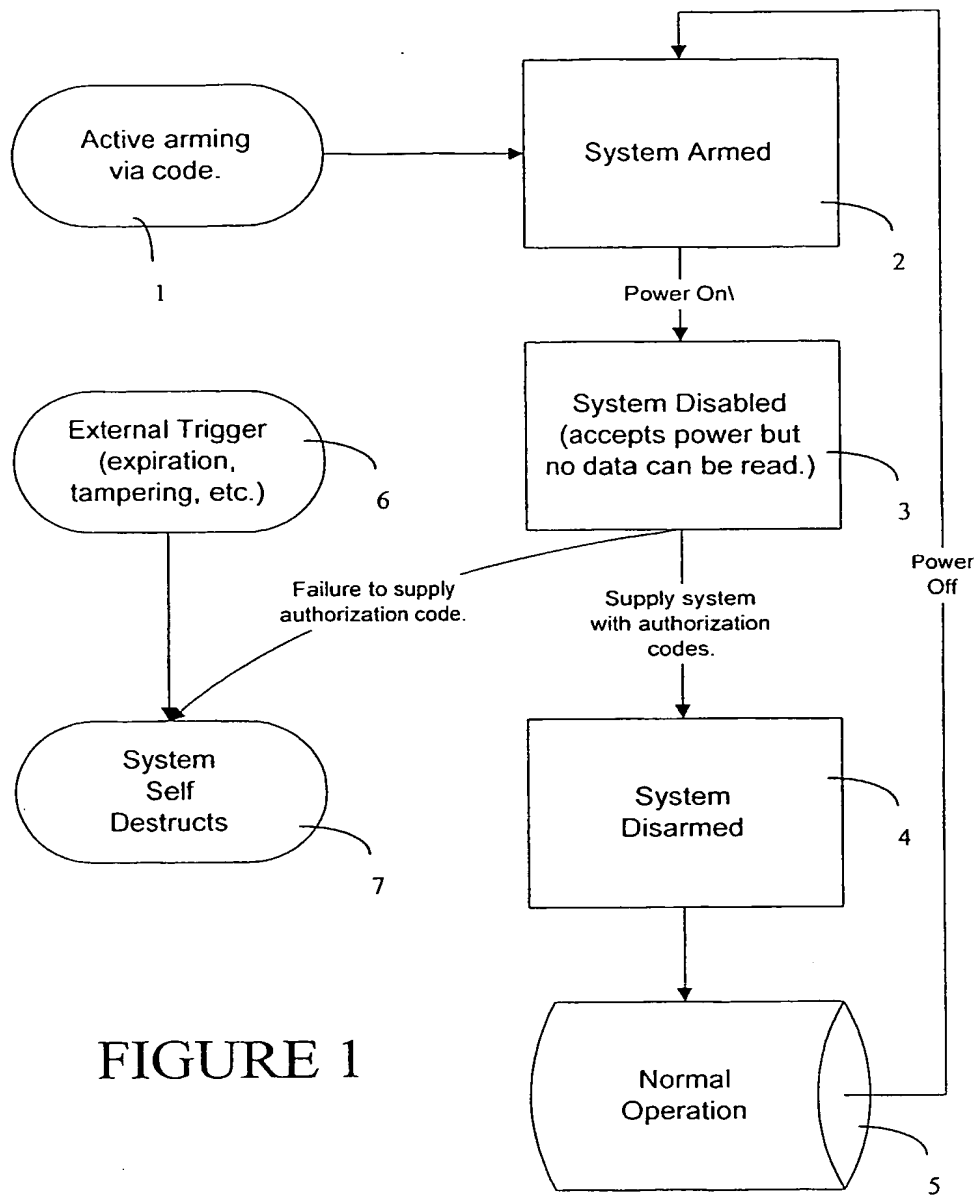 Active arming
via code.
1
System Armed
2
Power On\
System Disabled
(accepts power but
no data can be read.)
3
External Trigger
(expiration,
tampering, etc.)
6
Failure to supply
authorization code.
Supply system
with authorization
codes.
Power
Off
System
Self
Destructs
7
System
Disarmed
4
Normal
Operation
5
FIGURE 1